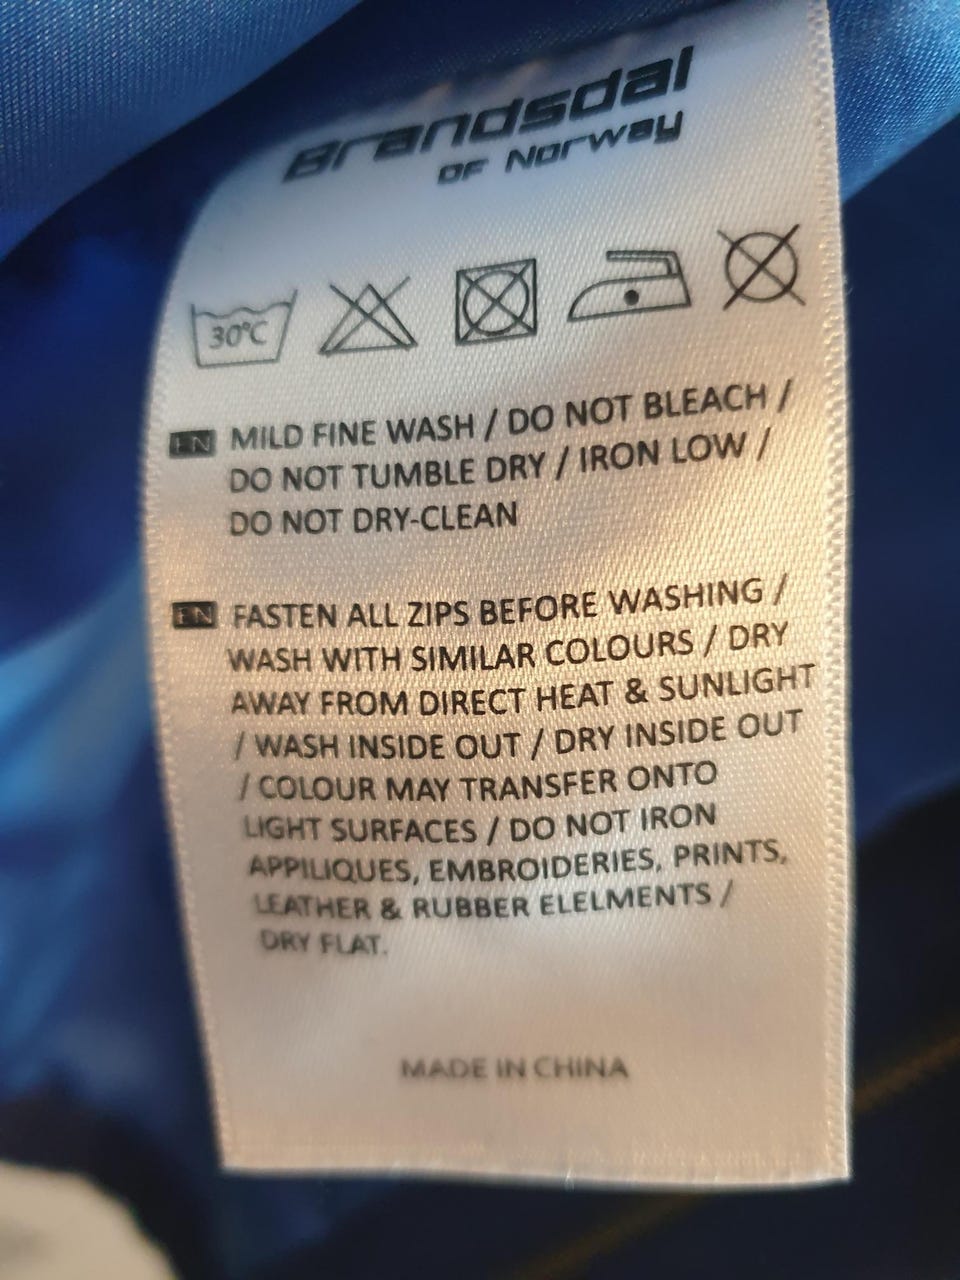 Brandsdal
OF Norway
30°C
EN MILD FINE WASH / DO NOT BLEACH /
DO NOT TUMBLE DRY / IRON LOW /
DO NOT DRY-CLEAN
EN FASTEN ALL ZIPS BEFORE WASHING /
WASH WITH SIMILAR COLOURS / DRY
AWAY FROM DIRECT HEAT & SUNLIGHT
/ WASH INSIDE OUT / DRY INSIDE OUT
/ COLOUR MAY TRANSFER ONTO
LIGHT SURFACES / DO NOT IRON
APPILIQUES, EMBROIDERIES, PRINTS,
LEATHER & RUBBER ELELMENTS /
DRY FLAT.
MADE IN CHINA